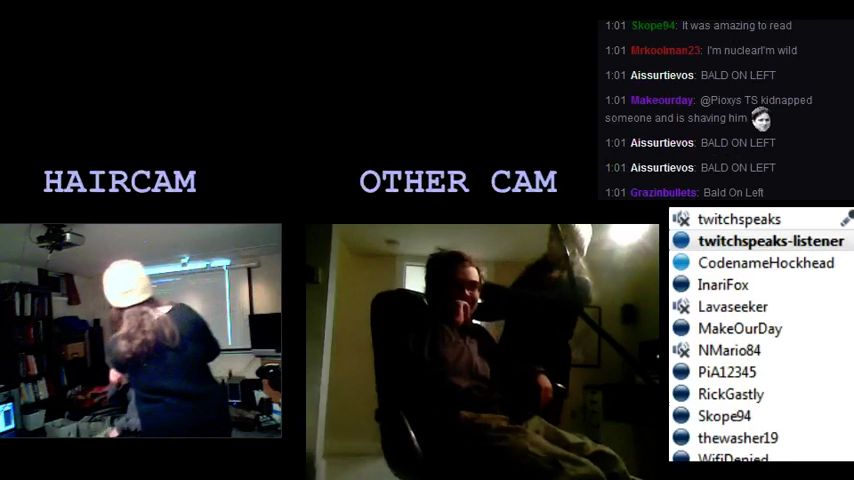 1:01 Skope94: It was amazing to read
1:01 Mrkoolman23: I'm nuclearI'm wild
1:01 Aissurtievos: BALD ON LEFT
1:01 Makeourday: @Pioxys TS kidnapped
someone and is shaving him
1:01 Aissurtievos: BALD ON LEFT
1:01 Aissurtievos: BALD ON LEFT
1:01 Grazinbullets: Bald On Left
HAIRCAM
OTHER CAM
twitchspeaks
twitchspeaks-listener
CodenameHockhead
InariFox
Lavaseeker
MakeOurDay
NMario84
PiA12345
RickGastly
Skope94
thewasher19
WifiDenied